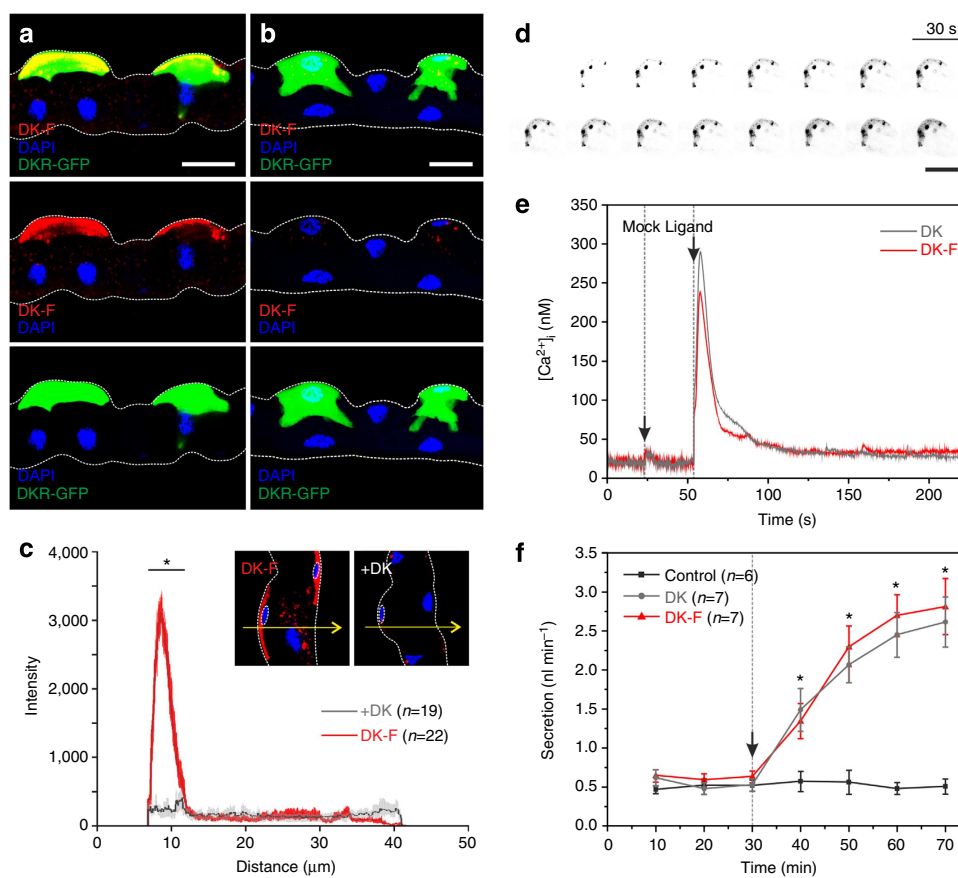 a
DK-F
DAPI
DKR-GFP
DK-F
DAPI
DAPI
DKR-GFP
b
DK-F
DAPI
DKR-GFP
DK-F
DAPI
DAPI
DKR-GFP
c
4,000
3,000
2,000
1,000
0
Intensity
*
DK-F
+DK
+DK (n=19)
DK-F (n=22)
0
10
20
30
40
50
Distance (μm)
d
30 s
e
350
300
250
200
150
100
50
0
[Ca²⁺]ᵢ (nM)
Mock Ligand
DK
DK-F
0
50
100
150
200
Time (s)
f
3.5
3.0
2.5
2.0
1.5
1.0
0.5
0.0
Secretion (nl min⁻¹)
Control (n=6)
DK (n=7)
DK-F (n=7)
*
*
*
*
10
20
30
40
50
60
70
Time (min)